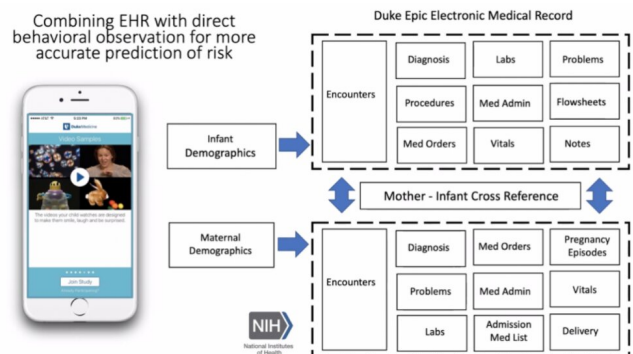 Combining EHR with direct
behavioral observation for more
accurate prediction of risk
DukeMedicine
Video Samples
The videos your child watches are designed
to make them smile, laugh and be surprised.
Join Study
Duke Epic Electronic Medical Record
Infant
Demographics
Encounters
Diagnosis
Labs
Problems
Procedures
Med Admin
Flowsheets
Med Orders
Vitals
Notes
Mother - Infant Cross Reference
Maternal
Demographics
Encounters
Diagnosis
Med Orders
Pregnancy
Episodes
Problems
Med Admin
Vitals
Labs
Admission
Med List
Delivery
NIH
National Institutes
of Health